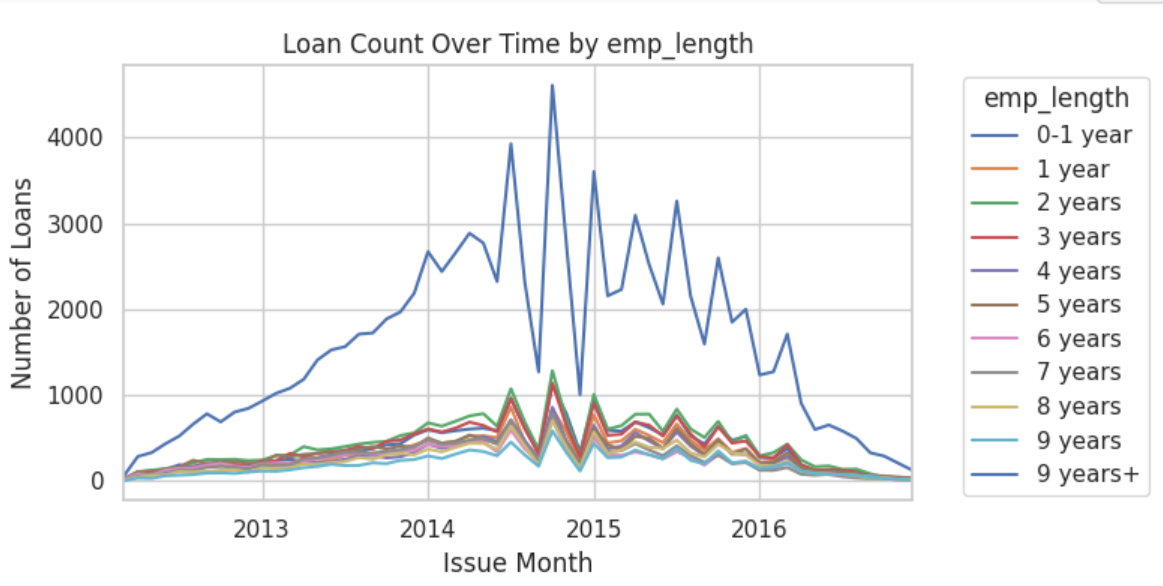 Loan Count Over Time by emp_length
Number of Loans
4000
3000
2000
1000
0
2013 2014 2015 2016
Issue Month
emp_length
0-1 year
1 year
2 years
3 years
4 years
5 years
6 years
7 years
8 years
9 years
9 years+